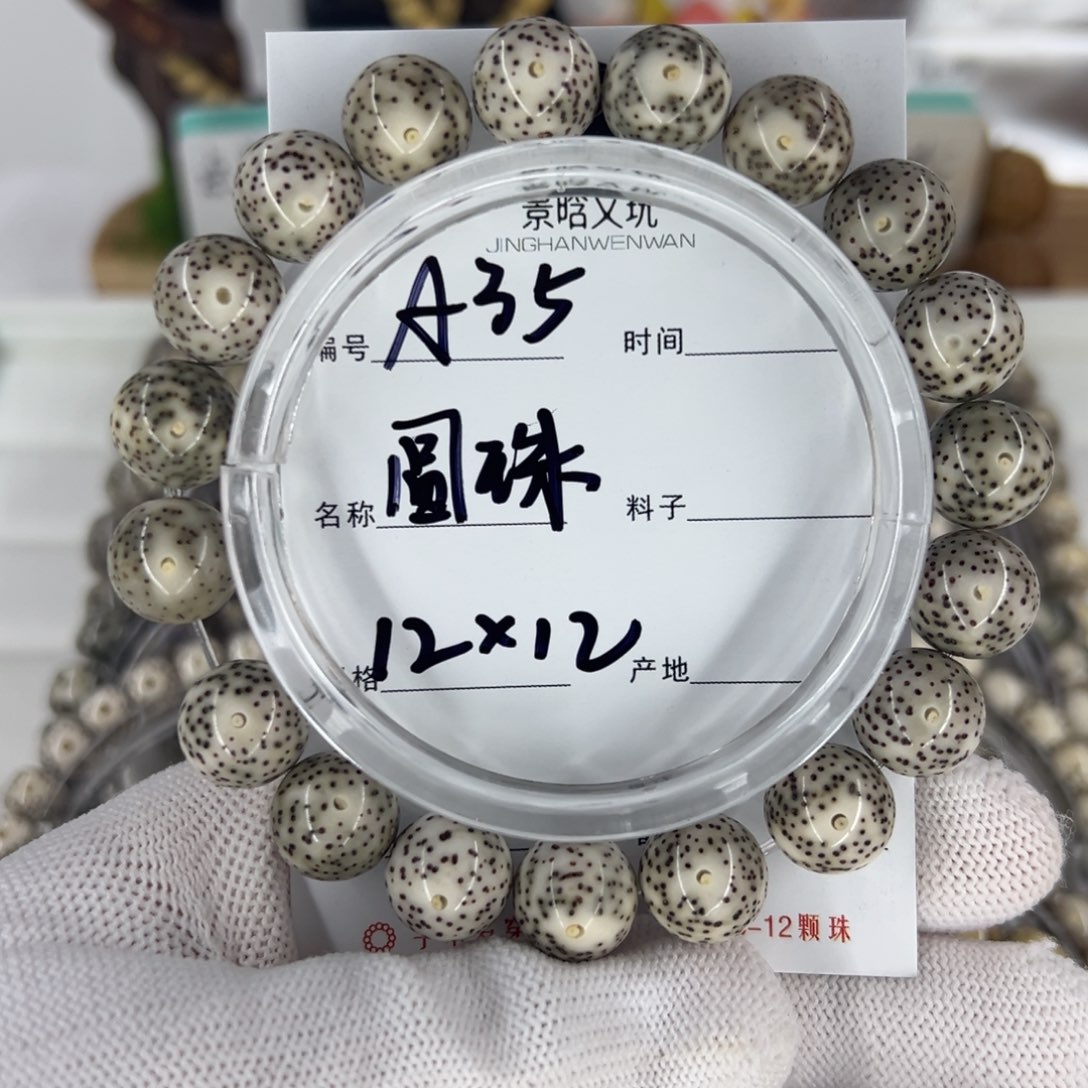 景晗文玩
JINGHANWENWAN
编号 A35 时间
名称 圆珠 料子
格 12×12 产地
-12颗珠